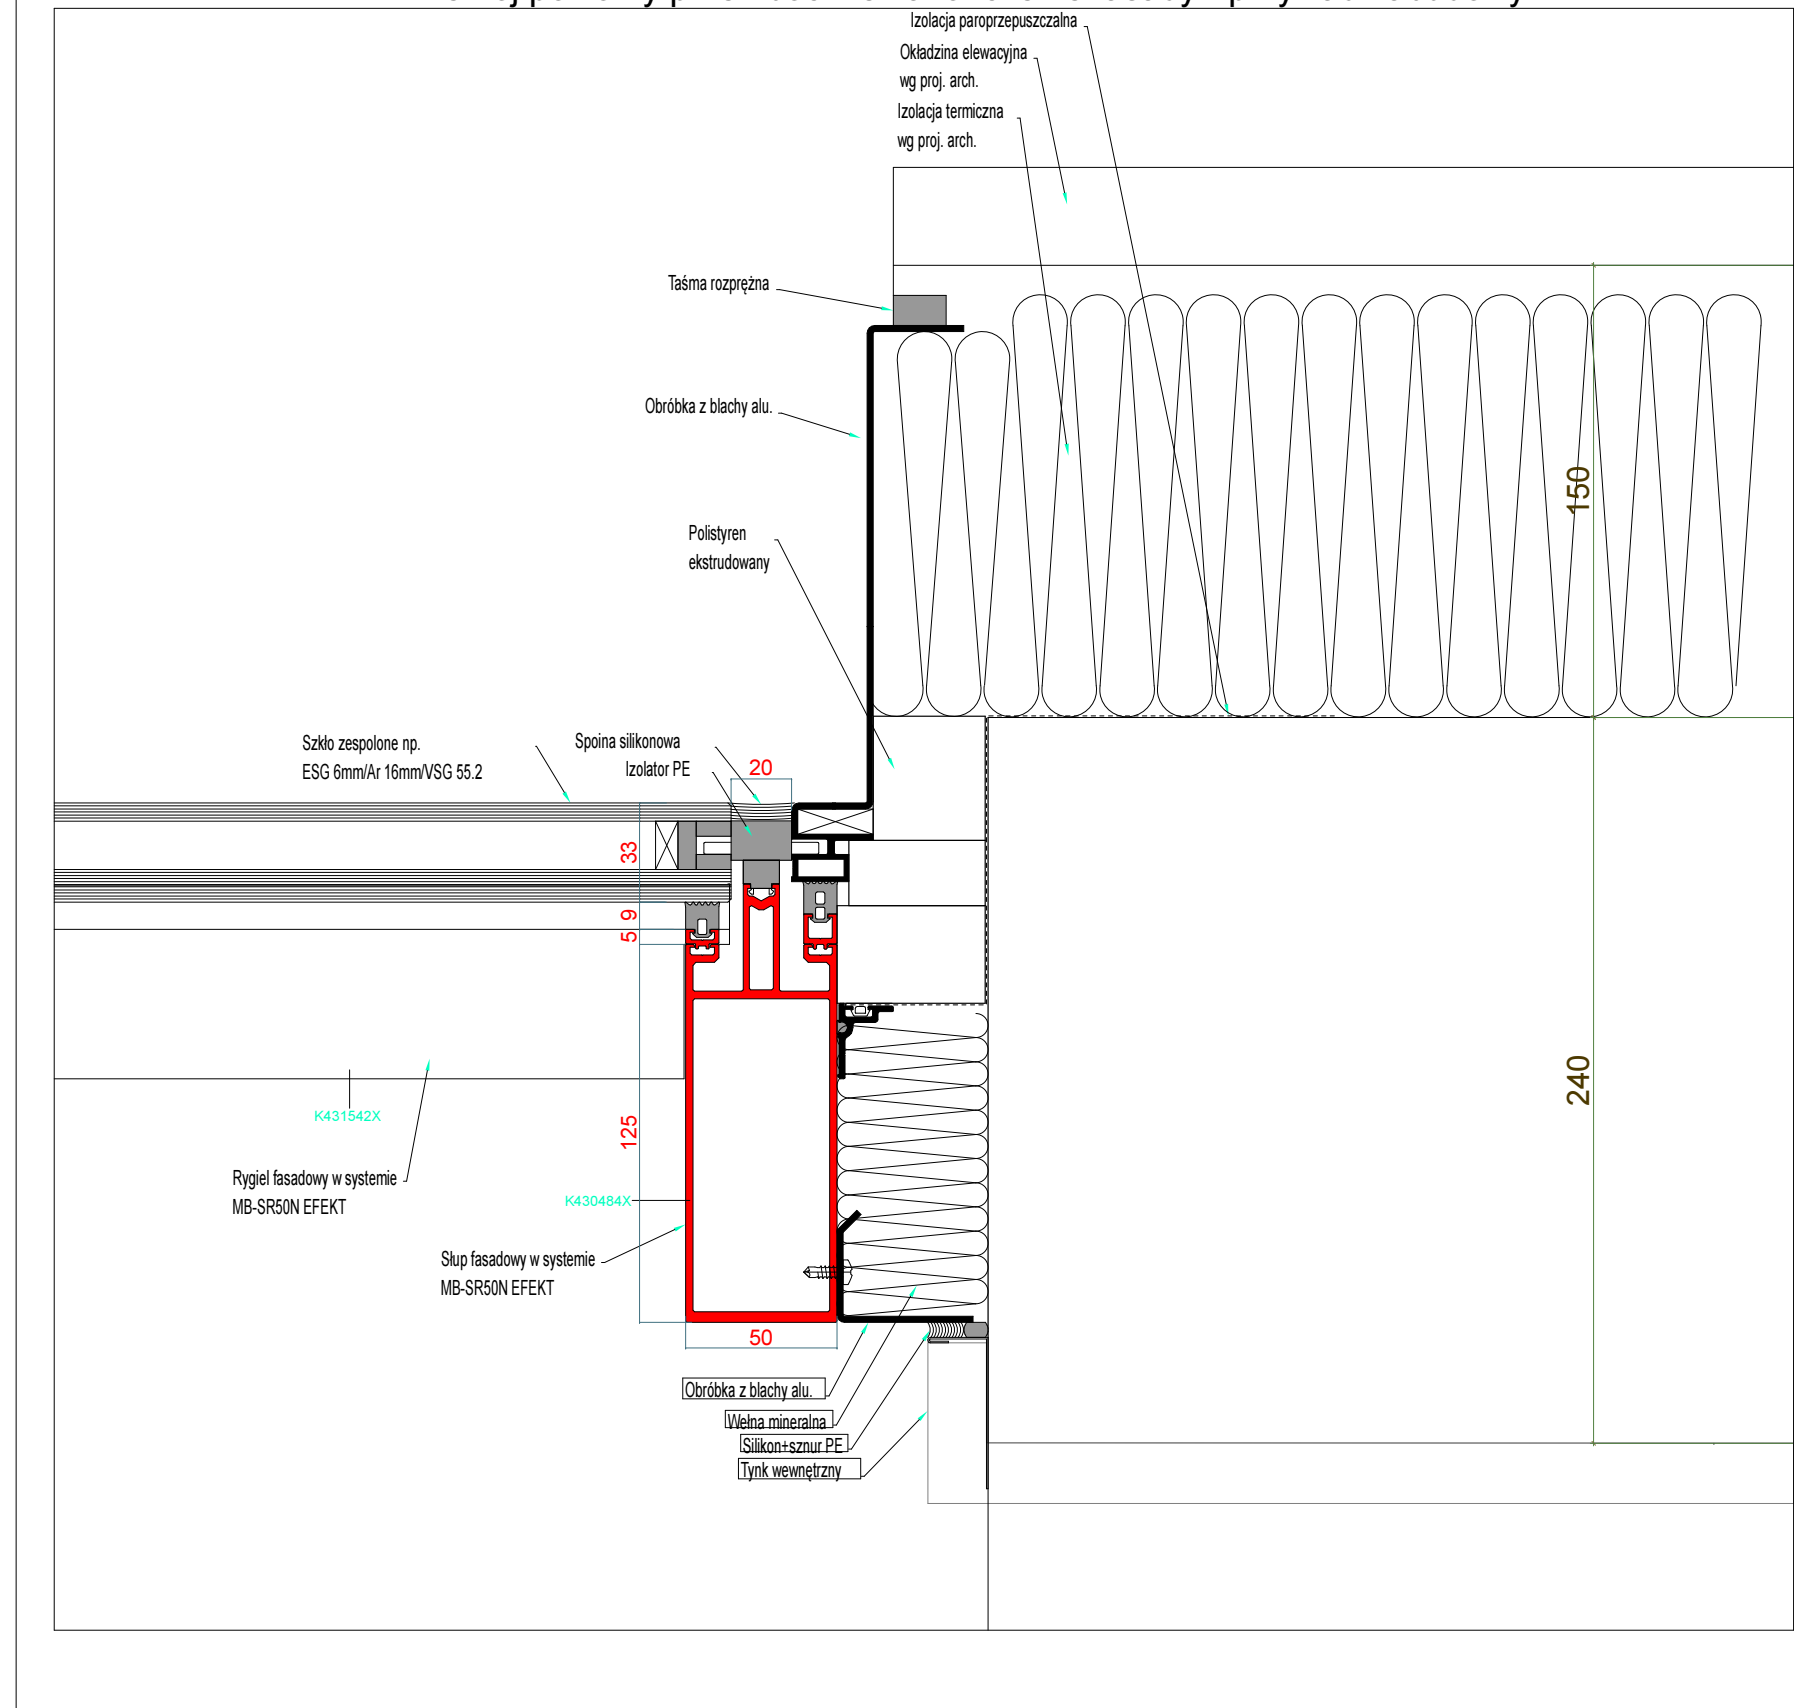 Izolacja paroprzepuszczalna
Okładzina elewacyjna
wg proj. arch.
Izolacja termiczna
wg proj. arch.
Taśma rozprężna
Obróbka z blachy alu.
150
Polistyren
ekstrudowany
Szkło zespolone np.
ESG 6mm/Ar 16mm/VSG 55.2
Spoina silikonowa
Izolator PE
20
33
9
5
240
K431542X
125
Rygiel fasadowy w systemie
MB-SR50N EFEKT
K430484X
Słup fasadowy w systemie
MB-SR50N EFEKT
50
Obróbka z blachy alu.
Wełna mineralna
Silikon+sznur PE
Tynk wewnętrzny